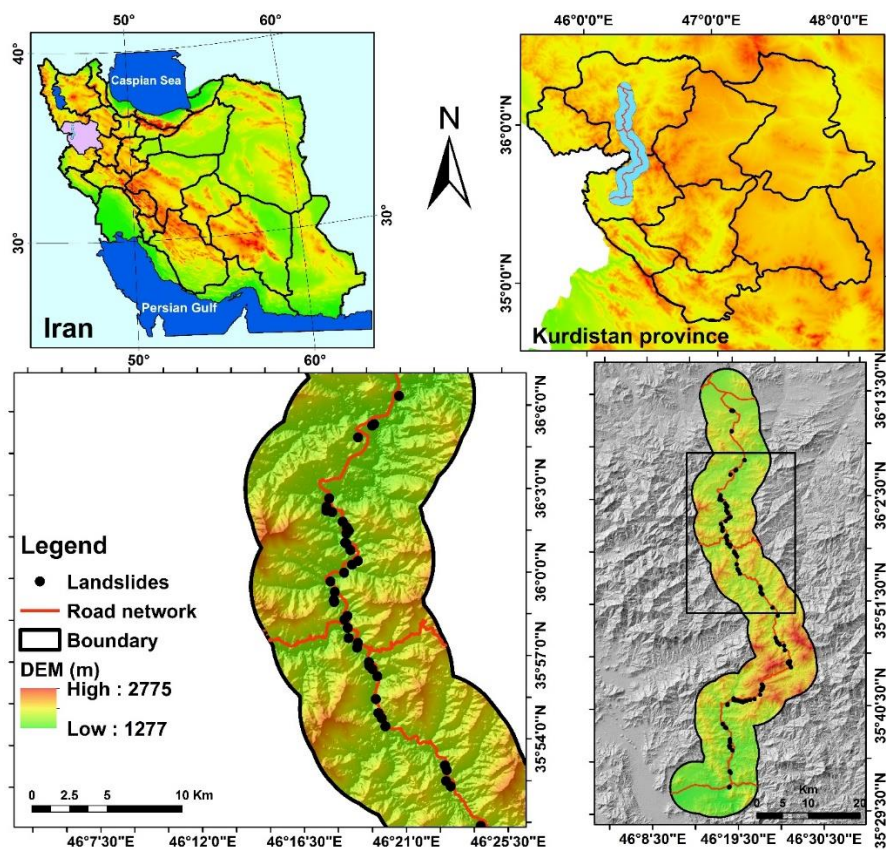 50°
60°
40°
Caspian Sea
30°
30°
Persian Gulf
Iran
50°
60°
N
46°0'0"E
47°0'0"E
48°0'0"E
36°0'0"N
35°0'0"N
Kurdistan province
36°6'0"N
36°3'0"N
36°0'0"N
35°57'0"N
35°54'0"N
Legend
Landslides
Road network
Boundary
DEM (m)
High : 2775
Low : 1277
0 2.5 5 10 Km
46°7'30"E
46°12'0"E
46°16'30"E
46°21'0"E
46°25'30"E
36°13'30"N
36°2'30"N
35°51'30"N
35°40'30"N
35°29'30"N
Km
0 5 10 20
46°8'30"E
46°19'30"E
46°30'30"E